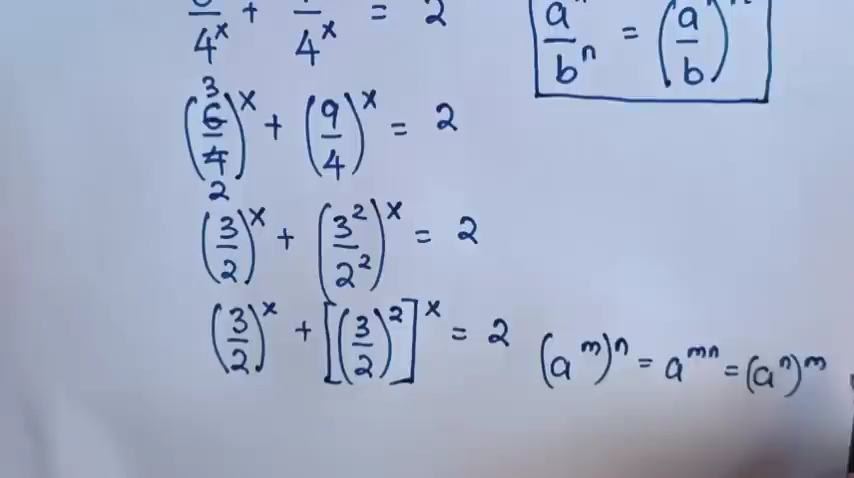 /4^x + /4^x = 2
a/b^n = (a/b)
(6/4)^x + (9/4)^x = 2
3
2
(3/2)^x + (3^2/2^2)^x = 2
(3/2)^x + [(3/2)^2]^x = 2
(a^m)^n = a^mn = (a^n)^m